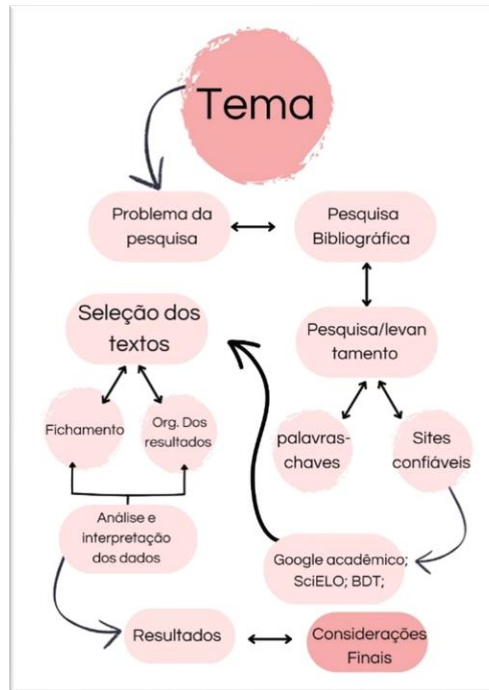 Tema
Problema da
pesquisa
Pesquisa
Bibliográfica
Pesquisa/levan
tamento
palavras-
chaves
Sites
confiáveis
Google acadêmico;
SciELO; BDT;
Seleção dos
textos
Fichamento
Org. Dos
resultados
Análise e
interpretação
dos dados
Resultados
Considerações
Finais